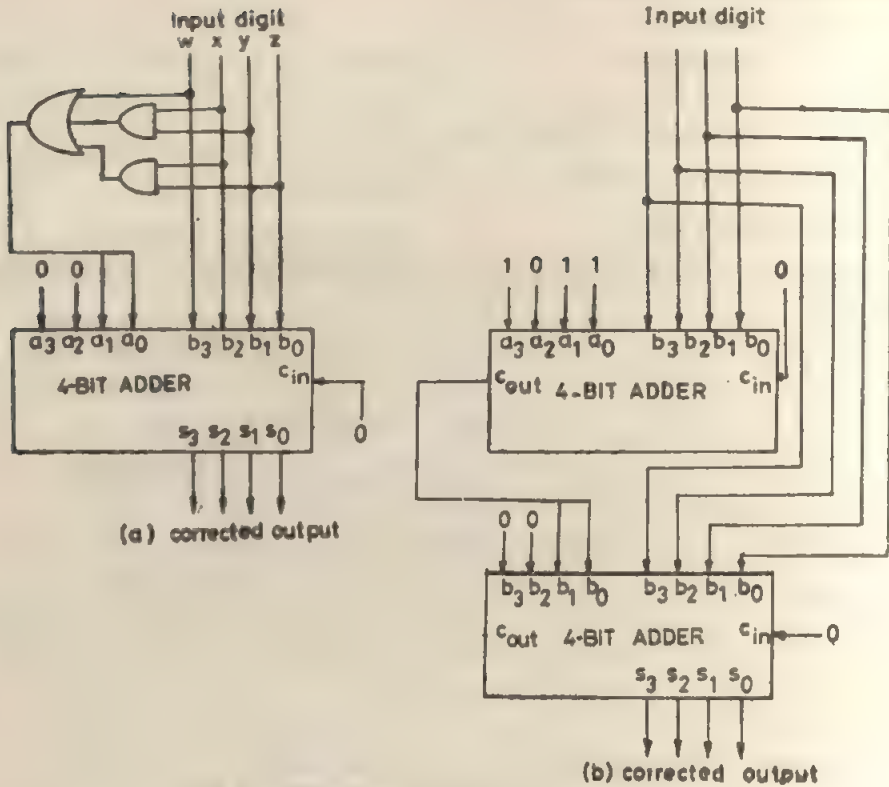 Input digit
w x y z
0 0
a3 a2 a1 a0 b3 b2 b1 b0
4-BIT ADDER
cin
0
s3 s2 s1 s0
(a) corrected output
Input digit
1 0 1 1
0
a3 a2 a1 a0 b3 b2 b1 b0
cout 4-BIT ADDER cin
0 0
b3 b2 b1 b0 b3 b2 b1 b0
cout 4-BIT ADDER cin
0
s3 s2 s1 s0
(b) corrected output